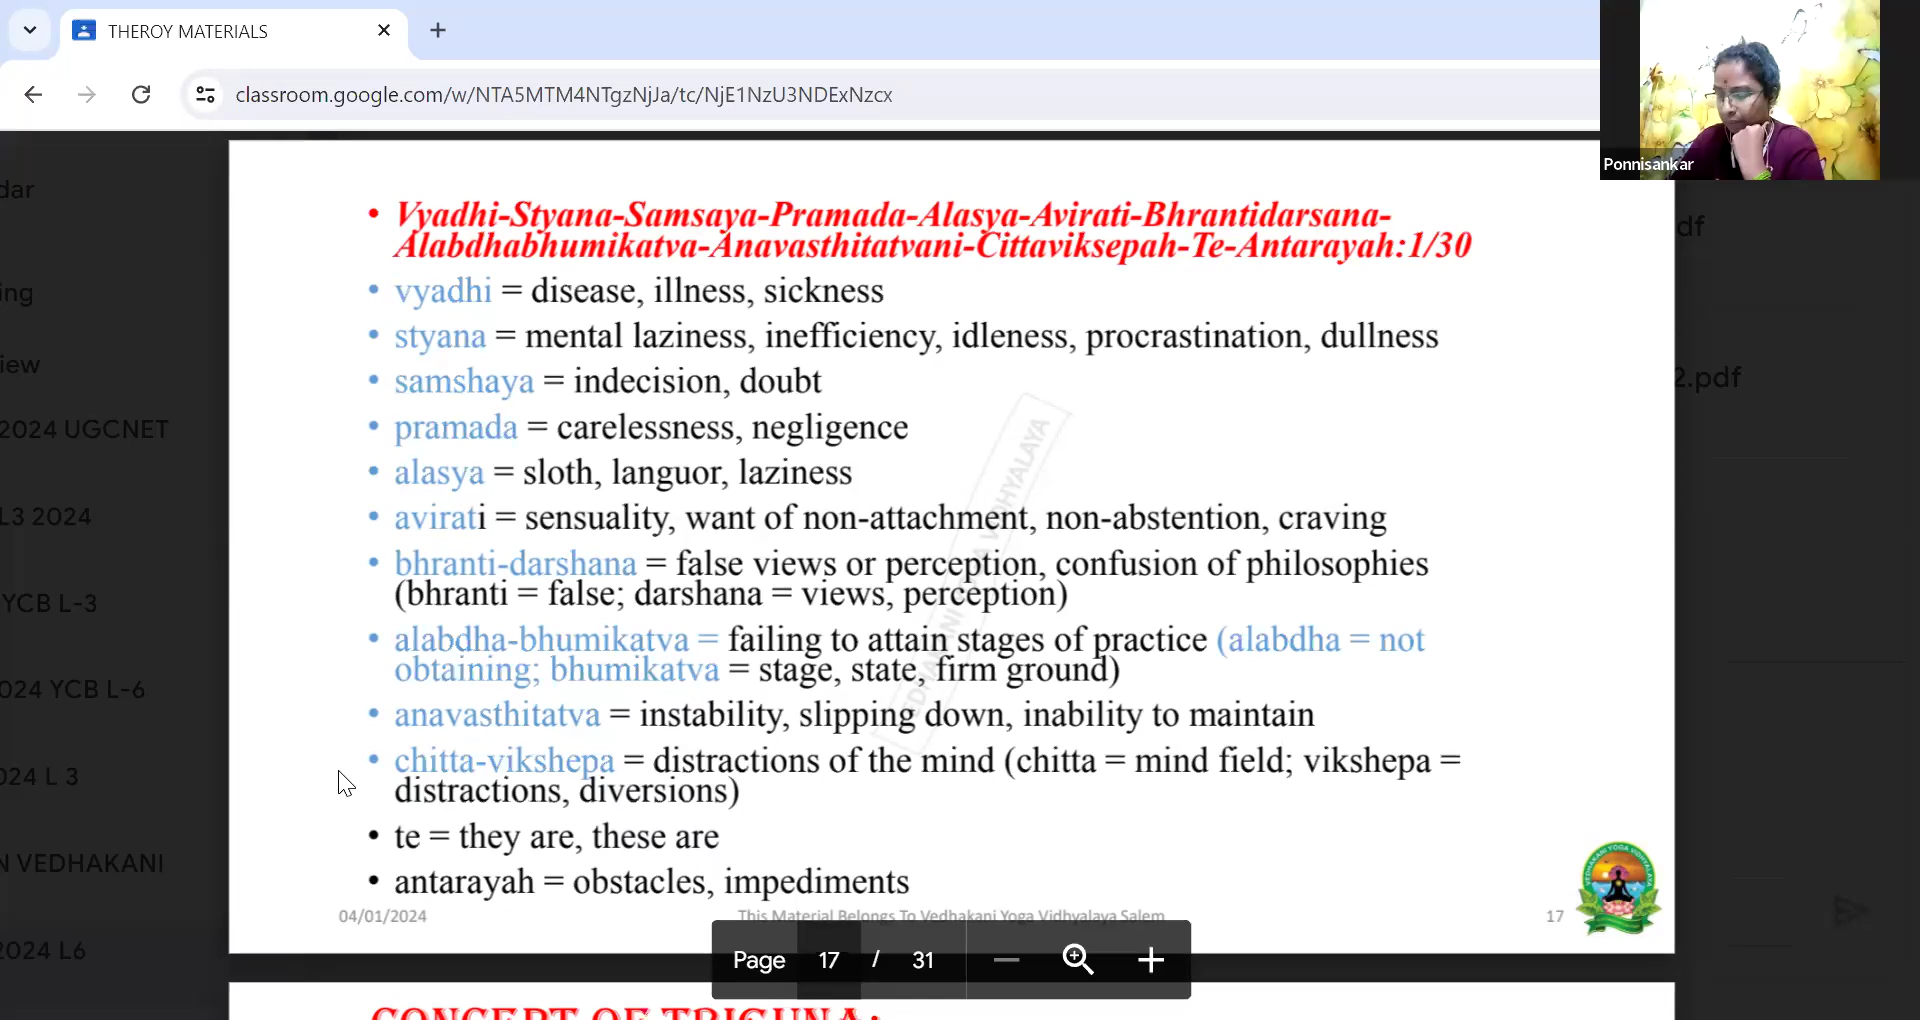 THEROY MATERIALS
classroom.google.com/w/NTA5MTM4NTgzNjJa/tc/NjE1NzU3NDExNzcx
Ponnisankar
dar
ing
iew
2024 UGCNET
L3 2024
YCB L-3
024 YCB L-6
024 L 3
N VEDHAKANI
2024 L6
df
2.pdf
• Vyadhi-Styana-Samsaya-Pramada-Alasya-Avirati-Bhrantidarsana-
Alabdhabhumikatva-Anavasthitatvani-Cittaviksepah-Te-Antarayah:1/30
• vyadhi = disease, illness, sickness
• styana = mental laziness, inefficiency, idleness, procrastination, dullness
• samshaya = indecision, doubt
• pramada = carelessness, negligence
• alasya = sloth, languor, laziness
• avirati = sensuality, want of non-attachment, non-abstention, craving
• bhranti-darshana = false views or perception, confusion of philosophies
(bhranti = false; darshana = views, perception)
• alabdha-bhumikatva = failing to attain stages of practice (alabdha = not
obtaining; bhumikatva = stage, state, firm ground)
• anavasthitatva = instability, slipping down, inability to maintain
• chitta-vikshepa = distractions of the mind (chitta = mind field; vikshepa =
distractions, diversions)
• te = they are, these are
• antarayah = obstacles, impediments
04/01/2024
This Material Belongs To Vedhakani Yoga Vidhyalaya Salem
17
VEDHAKANI YOGA VIDHYALAYA
Page 17 / 31
CONCEPT OF TRIGUNA: